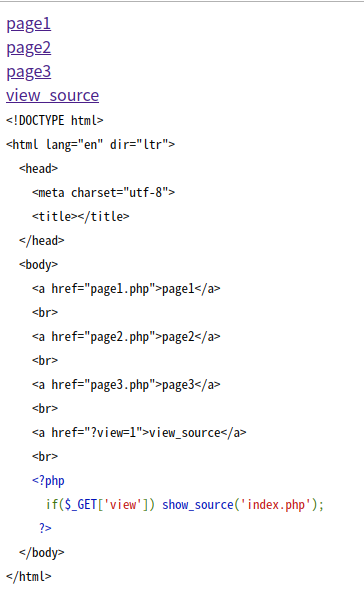 page1
page2
page3
view_source
<!DOCTYPE html>
<html lang="en" dir="ltr">
<head>
<meta charset="utf-8">
<title></title>
</head>
<body>
<a href="page1.php">page1</a>
<br>
<a href="page2.php">page2</a>
<br>
<a href="page3.php">page3</a>
<br>
<a href="?view=1">view_source</a>
<br>
<?php
if($_GET['view']) show_source('index.php');
?>
</body>
</html>